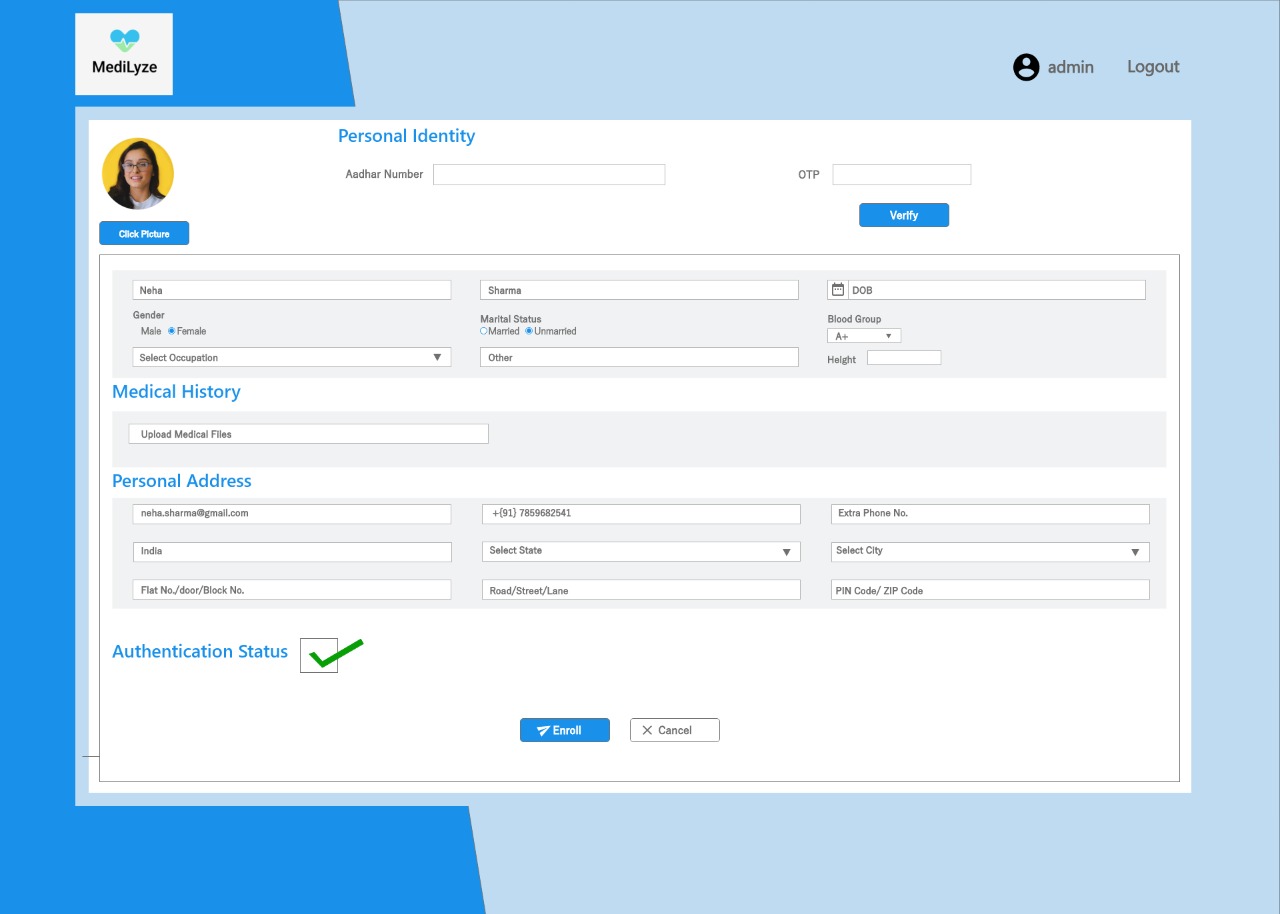 MediLyze
admin Logout
Personal Identity
Aadhar Number OTP
Verify
Click Picture
Neha Sharma DOB
Gender Marital Status Blood Group
Male Female Married Unmarried A+
Select Occupation Other Height
Medical History
Upload Medical Files
Personal Address
neha.sharma@gmail.com +{91} 7859682541 Extra Phone No.
India Select State Select City
Flat No./door/Block No. Road/Street/Lane PIN Code/ ZIP Code
Authentication Status
Enroll Cancel